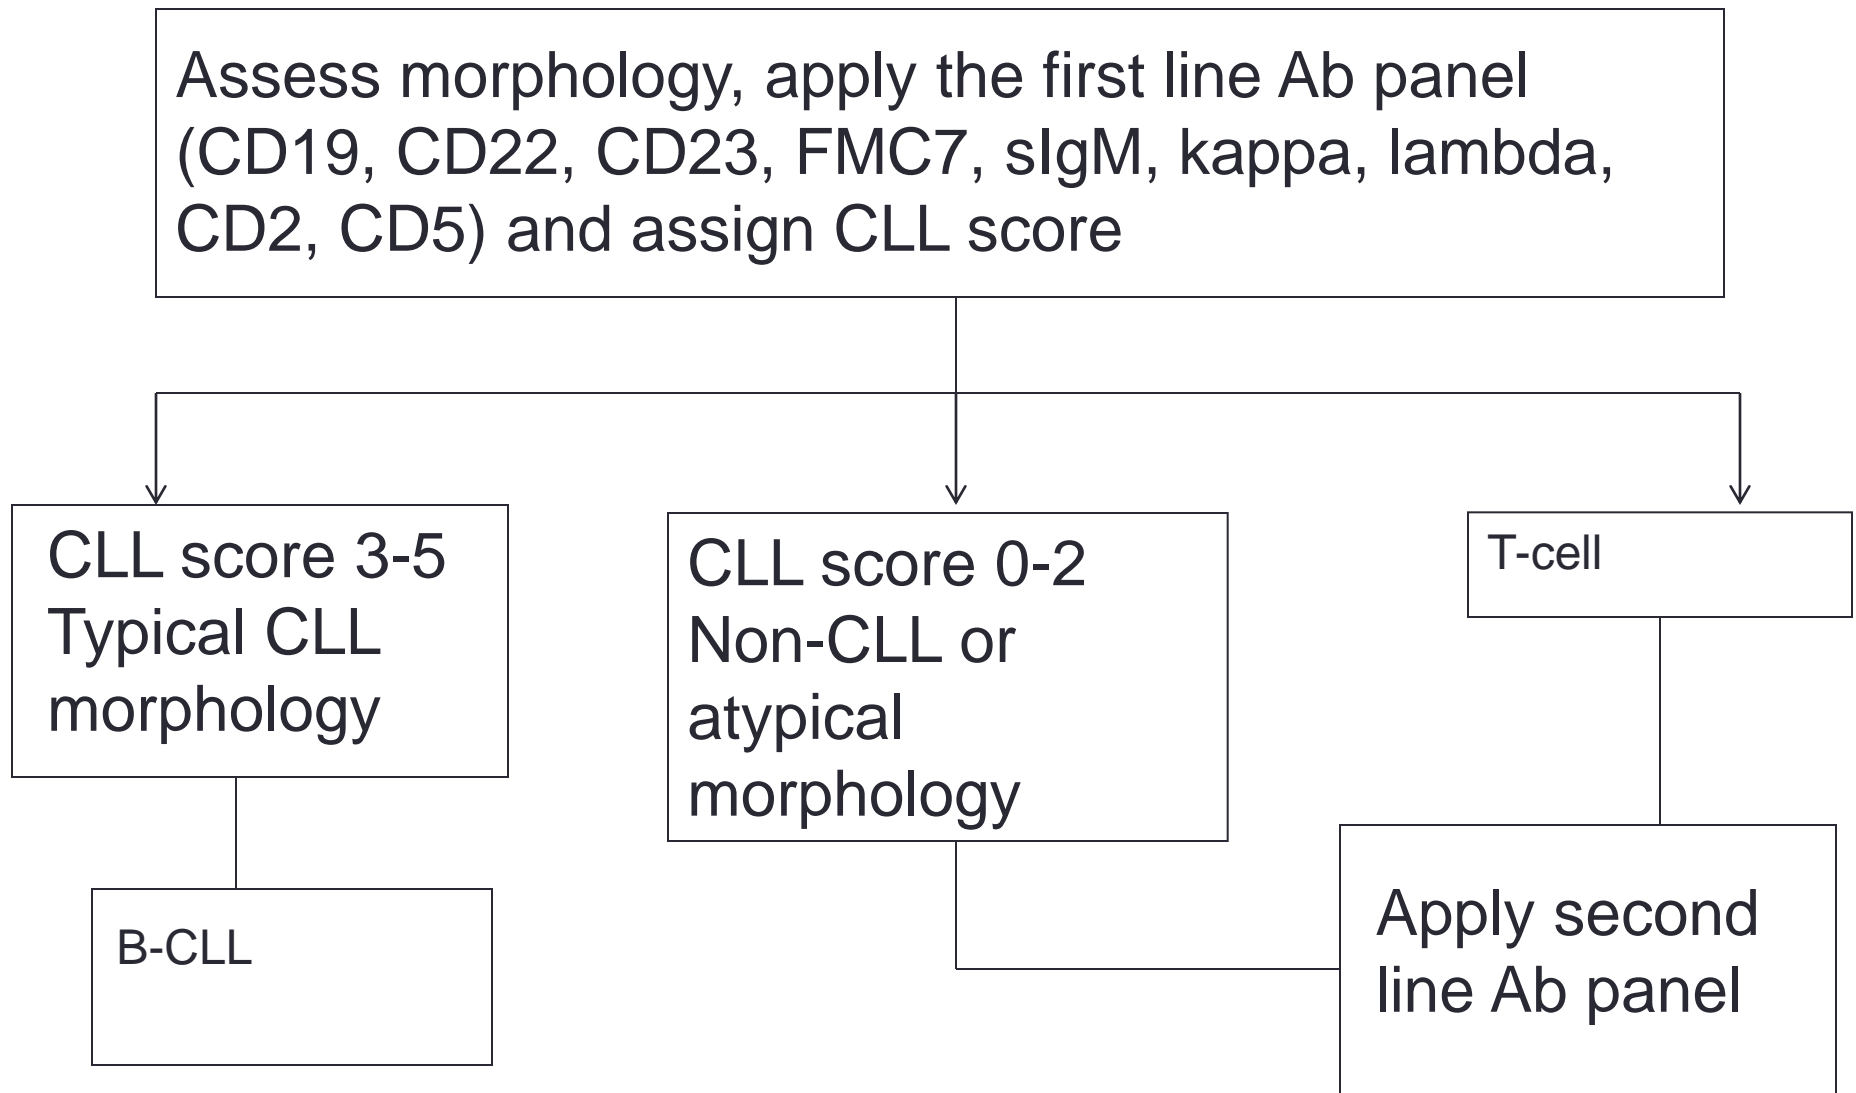 Assess morphology, apply the first line Ab panel
(CD19, CD22, CD23, FMC7, sIgM, kappa, lambda,
CD2, CD5) and assign CLL score
CLL score 3-5
Typical CLL
morphology
CLL score 0-2
Non-CLL or
atypical
morphology
T-cell
B-CLL
Apply second
line Ab panel